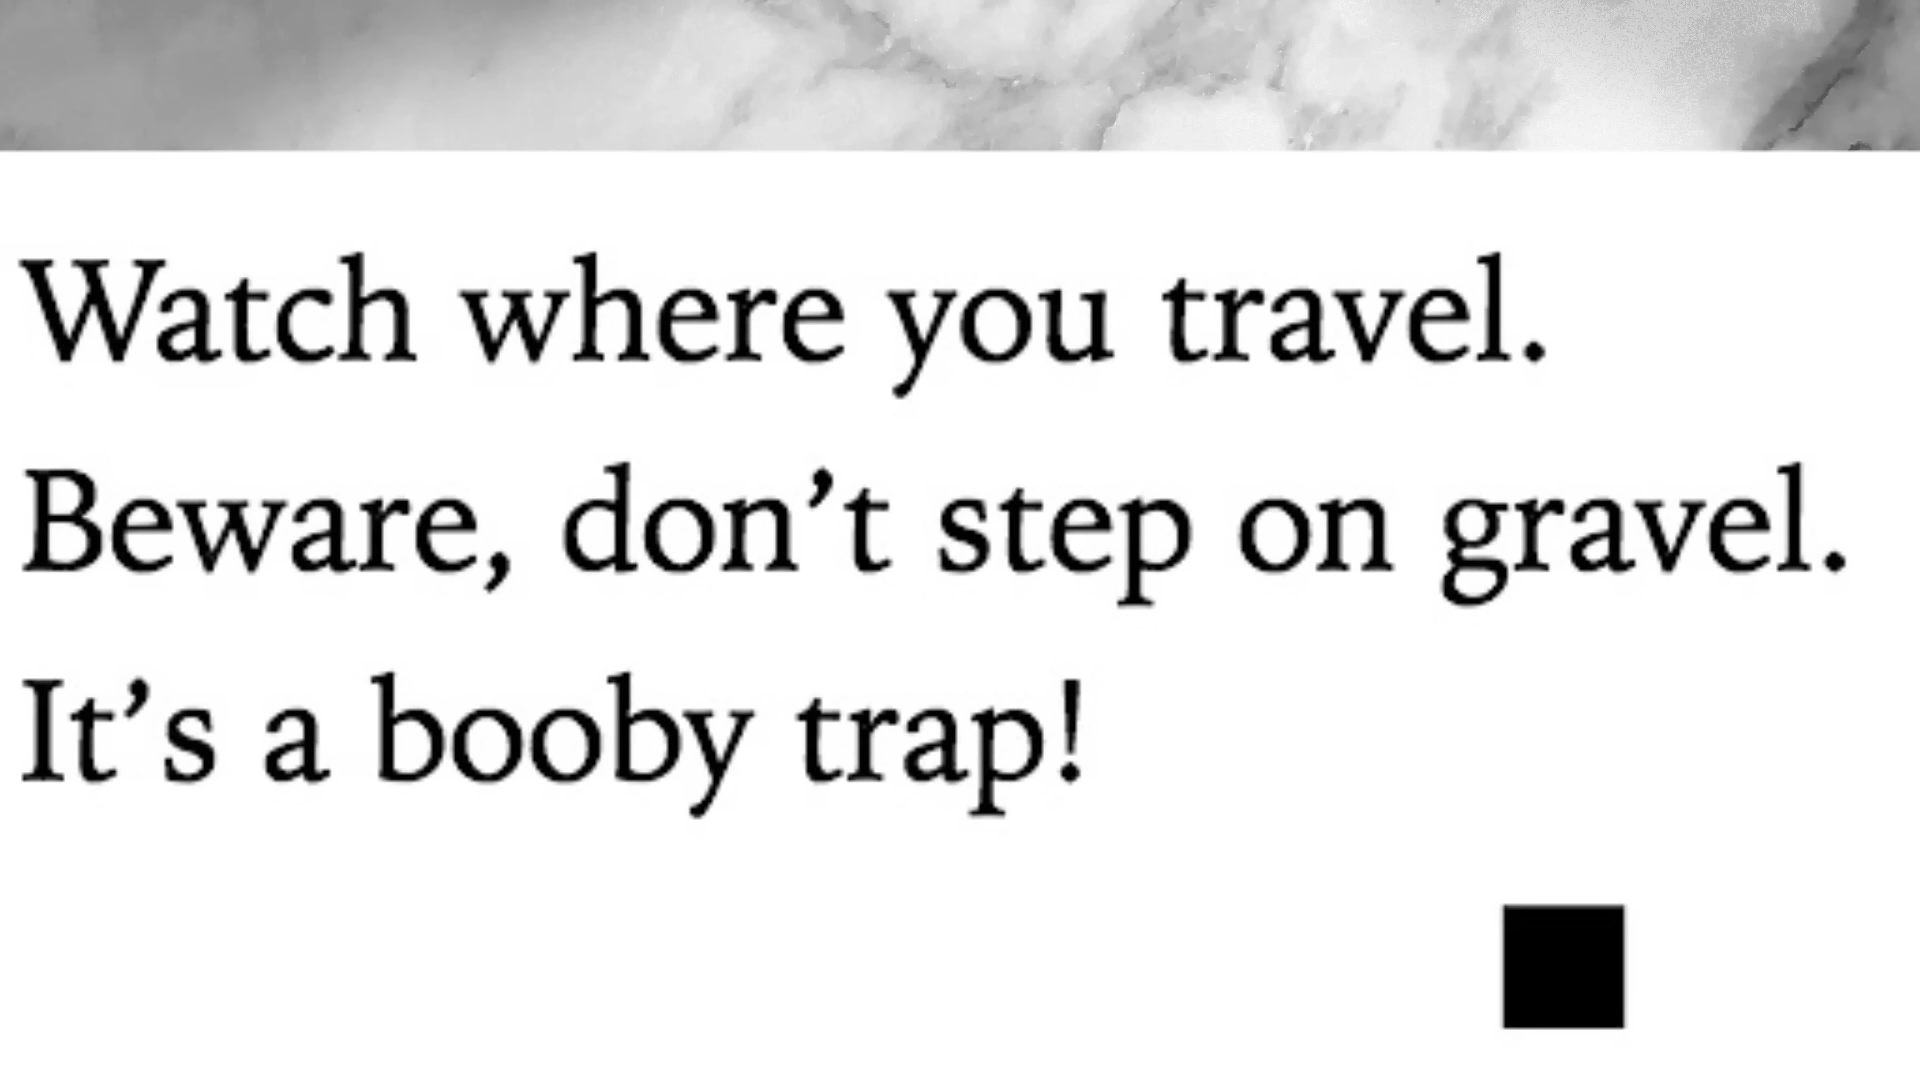 Watch where you travel.
Beware, don’t step on gravel.
It’s a booby trap!